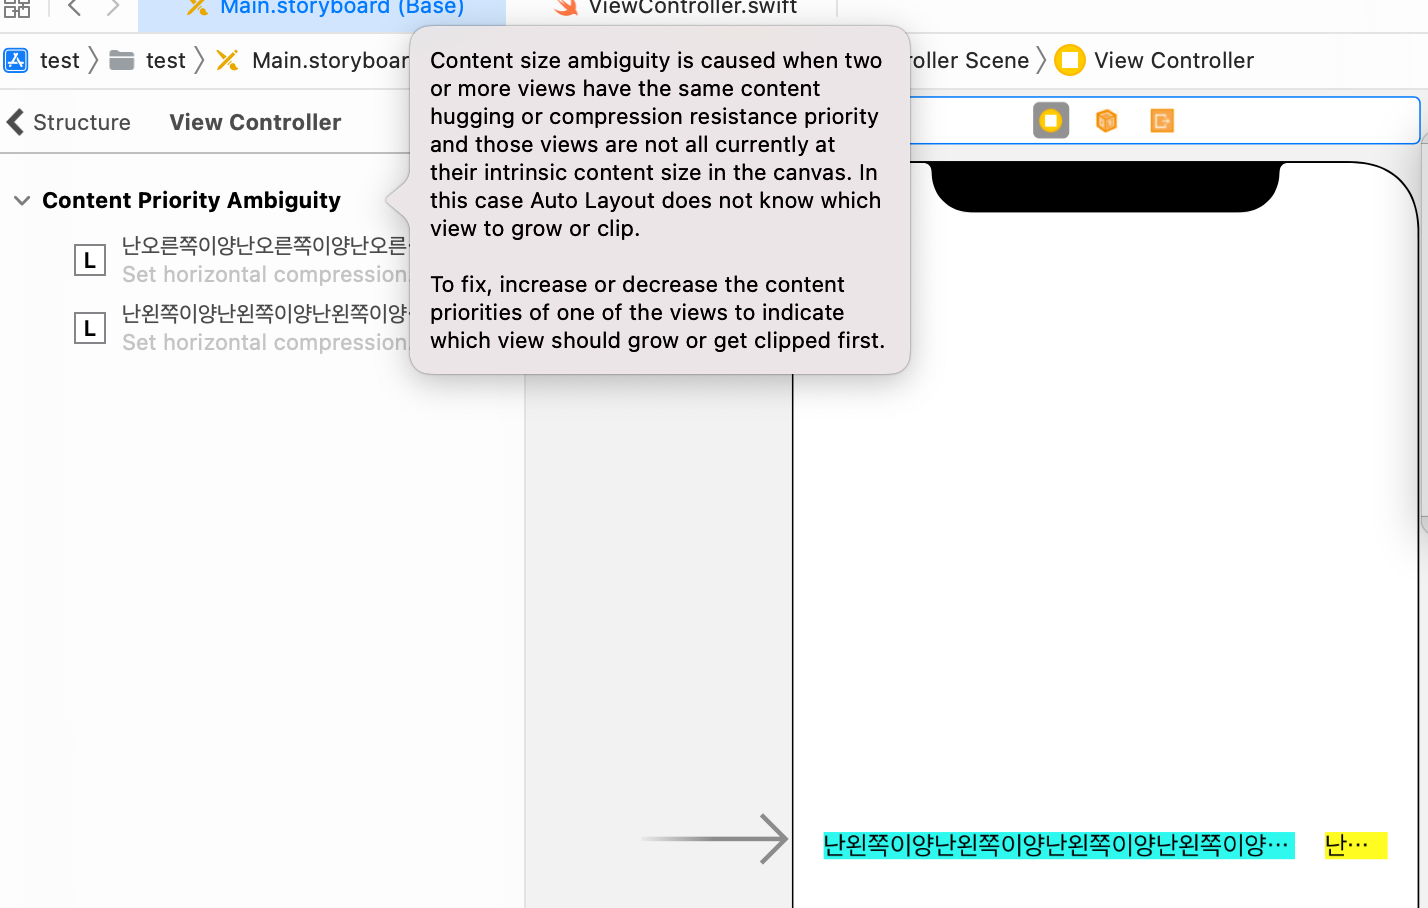 Main.storyboard (Base)
ViewController.swift
test
test
Main.storyboar
oller Scene
View Controller
Structure
View Controller
Content Priority Ambiguity
L
난오른쪽이양난오른쪽이양난오른
Set horizontal compression
L
난왼쪽이양난왼쪽이양난왼쪽이양
Set horizontal compression
Content size ambiguity is caused when two
or more views have the same content
hugging or compression resistance priority
and those views are not all currently at
their intrinsic content size in the canvas. In
this case Auto Layout does not know which
view to grow or clip.
To fix, increase or decrease the content
priorities of one of the views to indicate
which view should grow or get clipped first.
난왼쪽이양난왼쪽이양난왼쪽이양난왼쪽이양…
난…